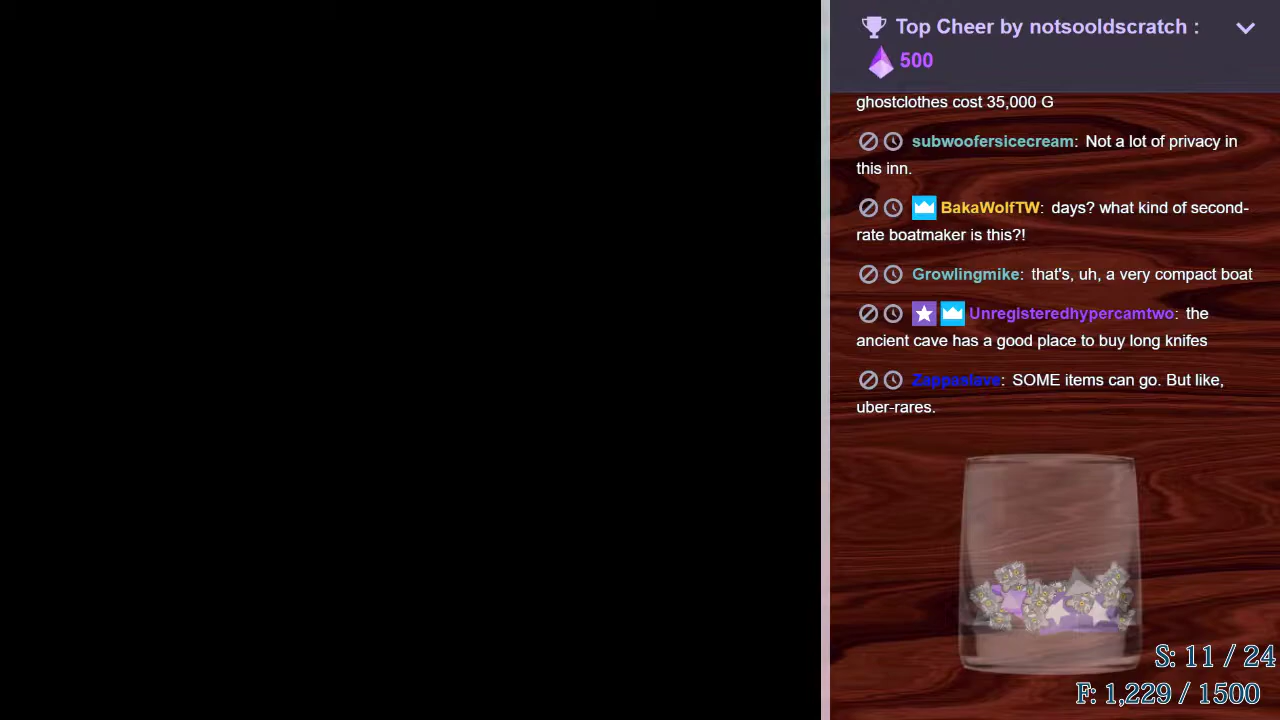 Top Cheer by notsooldscratch :
500
ghostclothes cost 35,000 G
subwoofersicecream: Not a lot of privacy in
this inn.
BakaWolfTW: days? what kind of second-
rate boatmaker is this?!
Growlingmike: that's, uh, a very compact boat
Unregisteredhypercamtwo: the
ancient cave has a good place to buy long knifes
Zappaslave: SOME items can go. But like,
uber-rares.
S: 11 / 24
F: 1,229 / 1500